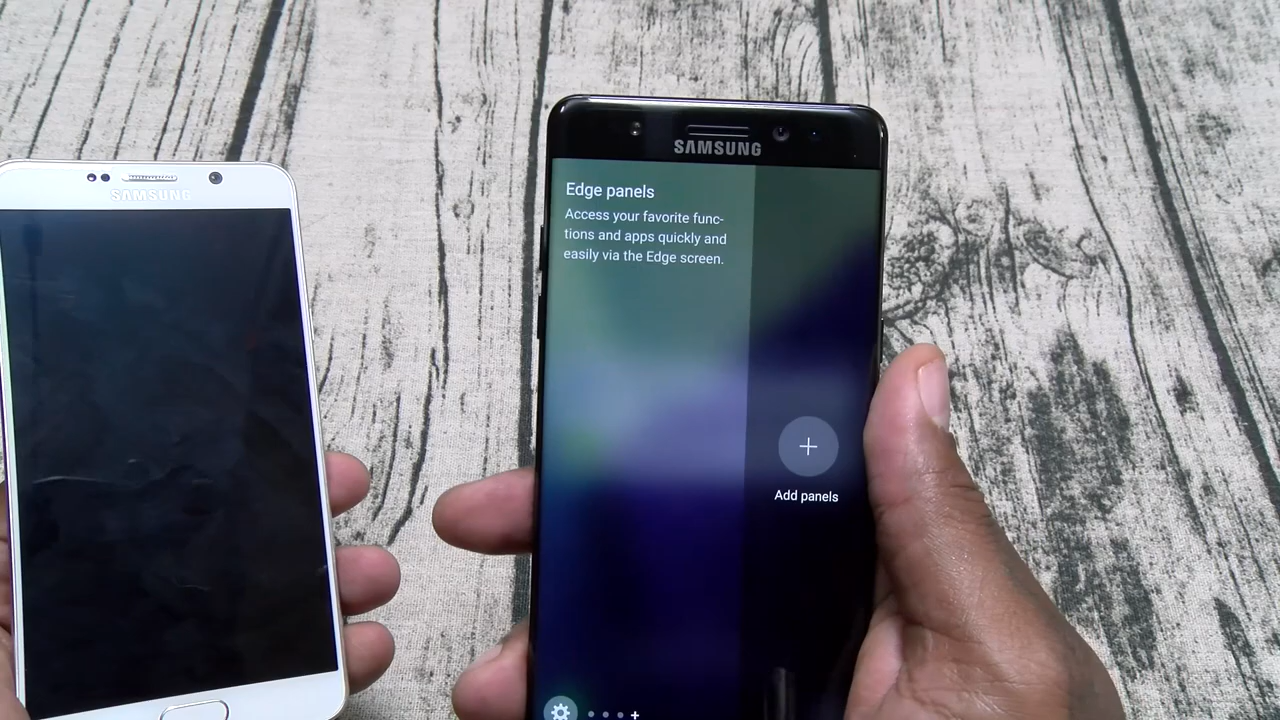 SAMSUNG
SAMSUNG
Edge panels
Access your favorite func-
tions and apps quickly and
easily via the Edge screen.
+
Add panels
+